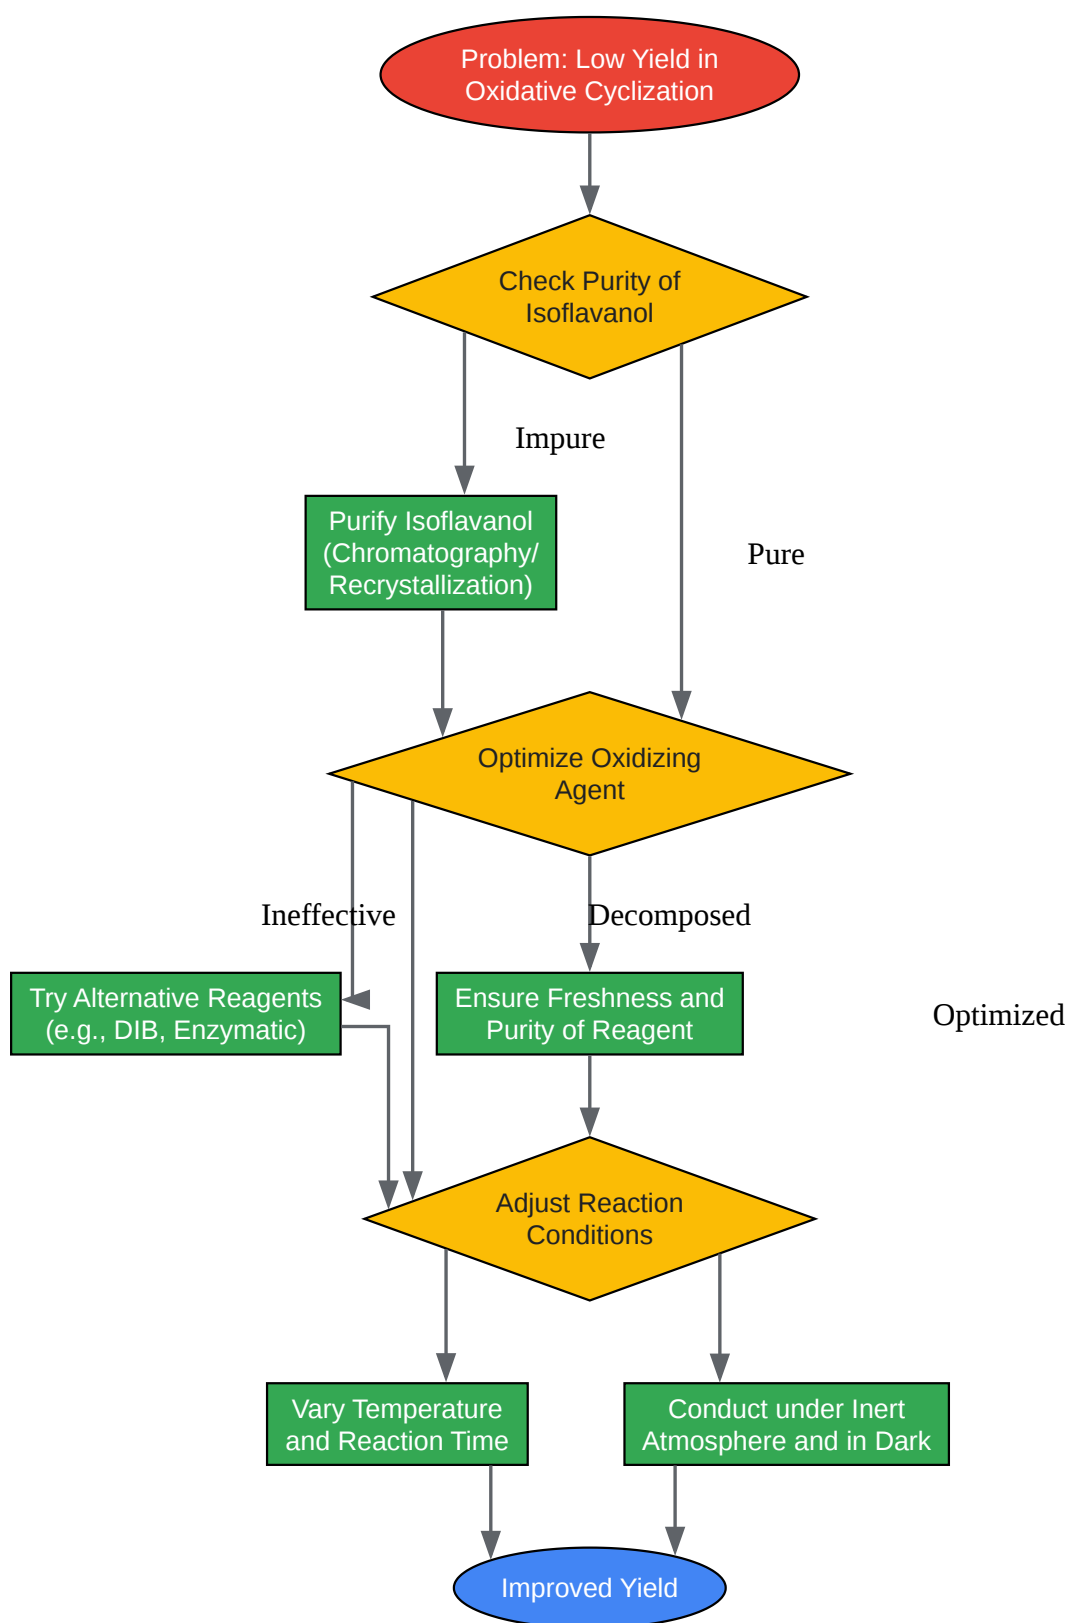 Problem: Low Yield in
Oxidative Cyclization
Check Purity of
Isoflavanol
Impure
Purify Isoflavanol
(Chromatography/
Recrystallization)
Pure
Optimize Oxidizing
Agent
Ineffective
Decomposed
Try Alternative Reagents
(e.g., DIB, Enzymatic)
Ensure Freshness and
Purity of Reagent
Optimized
Adjust Reaction
Conditions
Vary Temperature
and Reaction Time
Conduct under Inert
Atmosphere and in Dark
Improved Yield